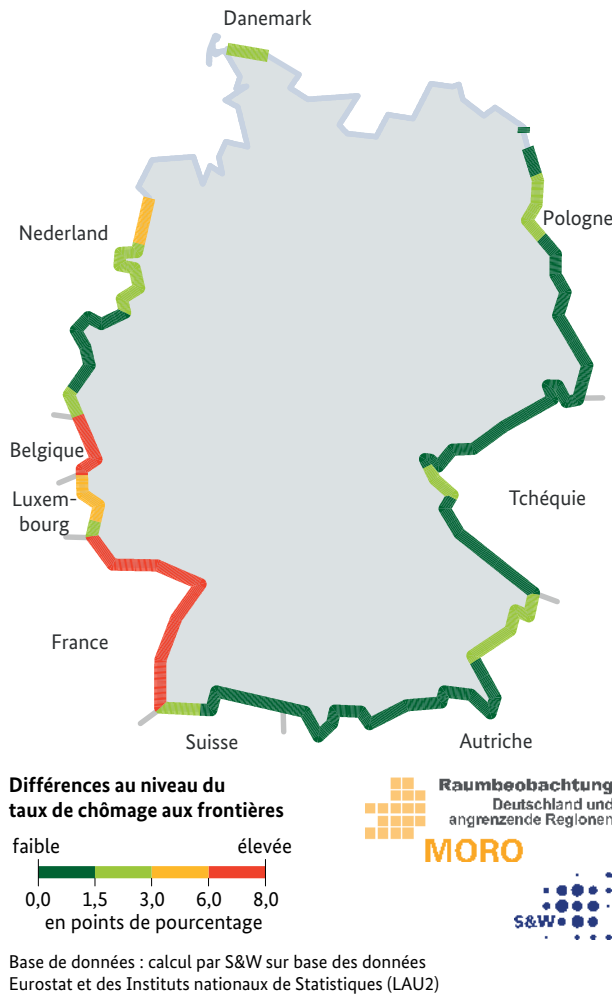 Danemark
Nederland
Pologne
Belgique
Luxem-
bourg
Tchéquie
France
Suisse
Autriche
Différences au niveau du
taux de chômage aux frontières
faible élevée
0,0 1,5 3,0 6,0 8,0
en points de pourcentage
Raumbeobachtung
Deutschland und
angrenzende Regionen
MORO
S&W
Base de données : calcul par S&W sur base des données
Eurostat et des Instituts nationaux de Statistiques (LAU2)